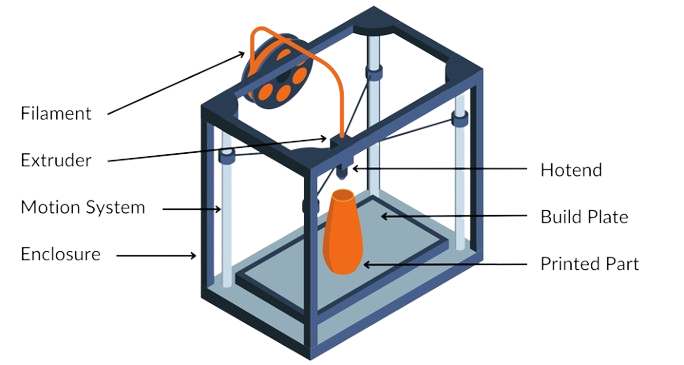 Filament
Extruder
Motion System
Enclosure
Hotend
Build Plate
Printed Part